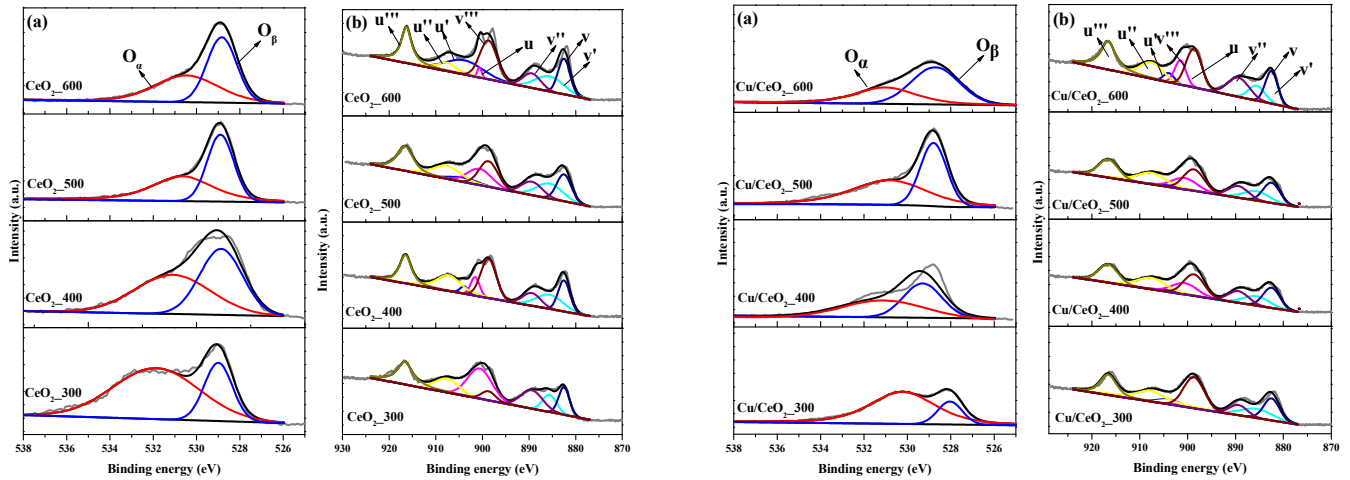 (a)
Oα
Oβ
CeO2_600
CeO2_500
CeO2_400
CeO2_300
Intensity (a.u.)
538 536 534 532 530 528 526
Binding energy (eV)
(b)
u''' u'' u' v''' u v'' v v'
CeO2_600
CeO2_500
CeO2_400
CeO2_300
Intensity (a.u.)
930 920 910 900 890 880 870
Binding energy (eV)
(a)
Oα
Oβ
Cu/CeO2_600
Cu/CeO2_500
Cu/CeO2_400
Cu/CeO2_300
Intensity (a.u.)
538 536 534 532 530 528 526
Binding energy (eV)
(b)
u''' u'' u' v''' u v'' v v'
Cu/CeO2_600
Cu/CeO2_500
Cu/CeO2_400
Cu/CeO2_300
Intensity (a.u.)
920 910 900 890 880 870
Binding energy (eV)